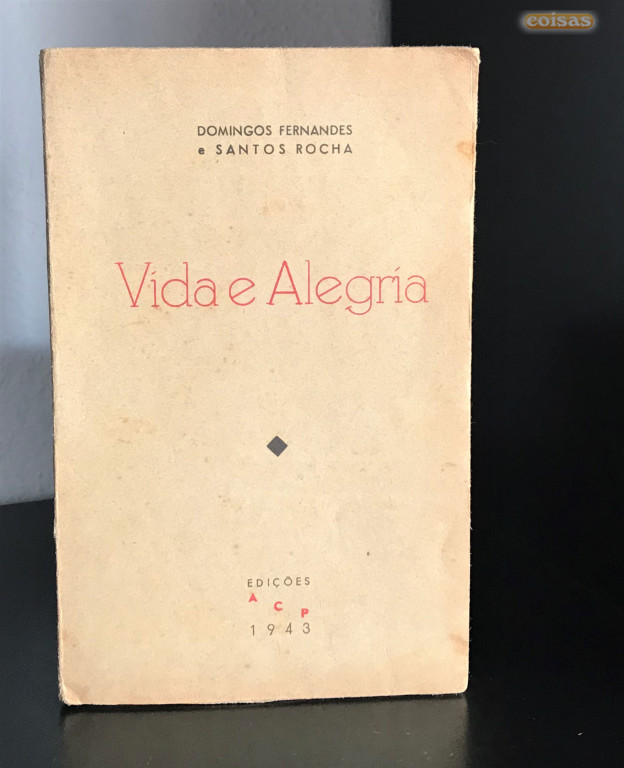 coisas
DOMINGOS FERNANDES
e SANTOS ROCHA
Vida e Alegria
EDIÇÕES
A C P
1943